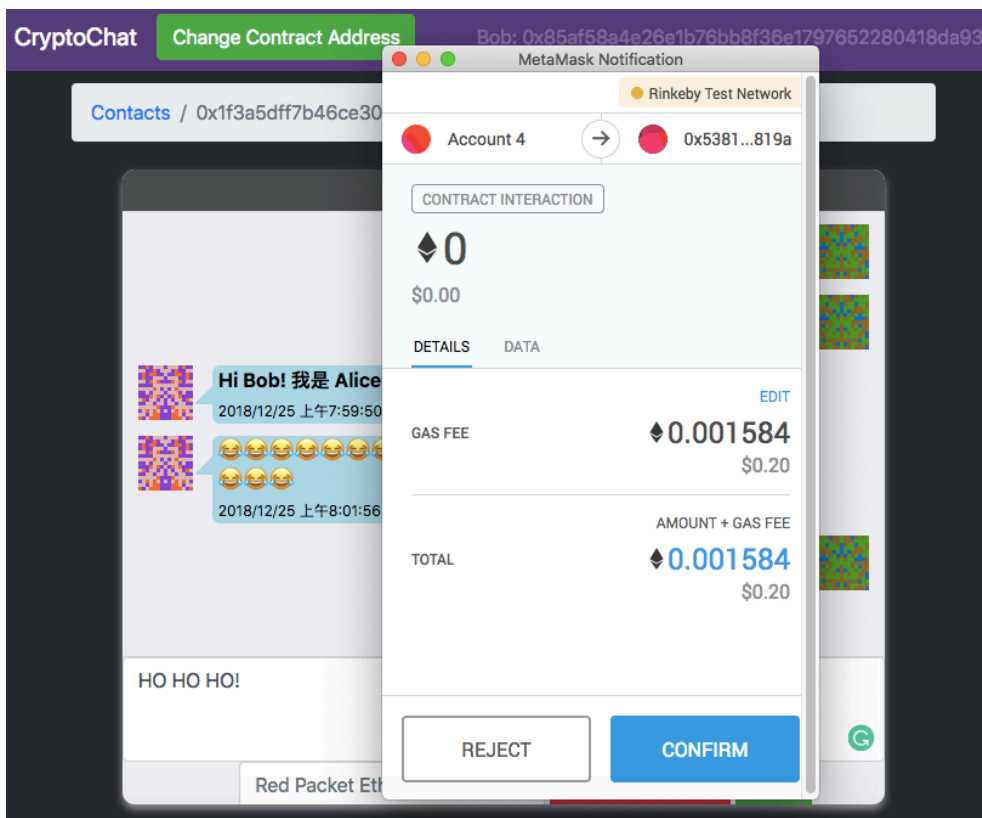 CryptoChat
Change Contract Address
Bob: 0x85af58a4e26e1b76bb8f36e1797652280418da93
Contacts / 0x1f3a5dff7b46ce30
MetaMask Notification
Rinkeby Test Network
Account 4
0x5381...819a
CONTRACT INTERACTION
0
$0.00
DETAILS
DATA
EDIT
GAS FEE
0.001584
$0.20
AMOUNT + GAS FEE
TOTAL
0.001584
$0.20
REJECT
CONFIRM
Hi Bob! 我是 Alice
2018/12/25 上午7:59:50
😂😂😂😂😂😂😂
😂😂😂
2018/12/25 上午8:01:56
HO HO HO!
Red Packet Eth